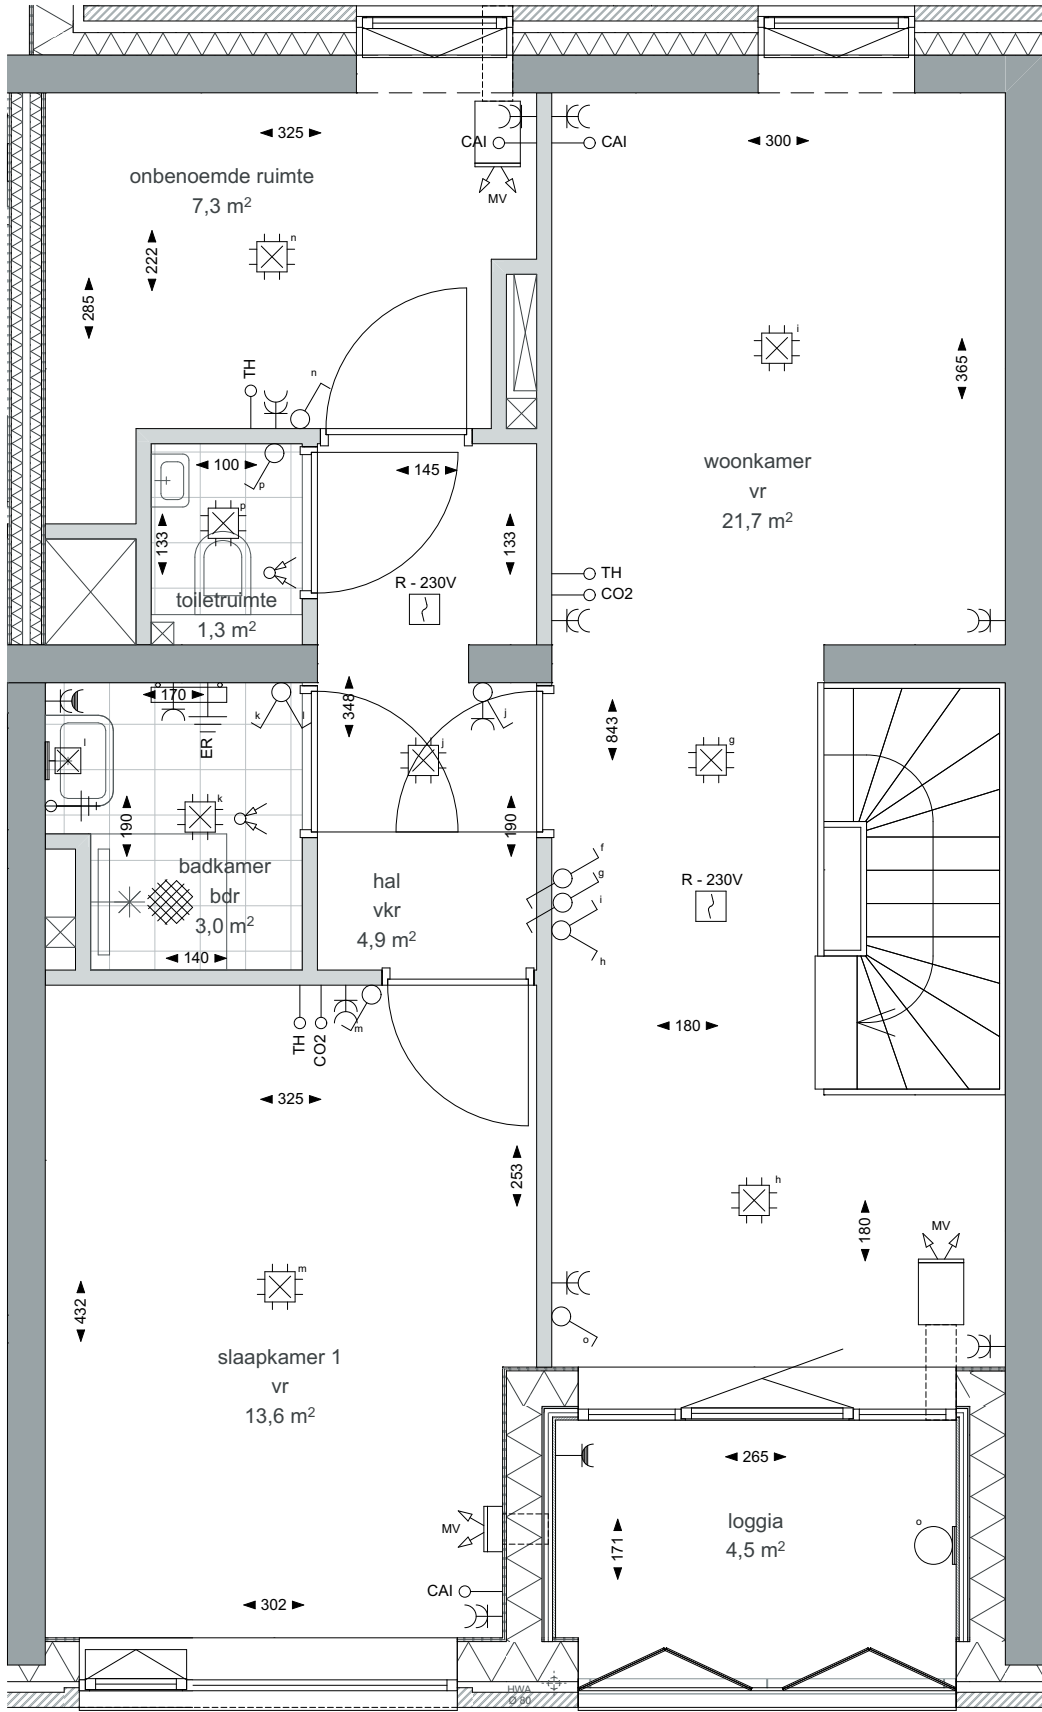 325
CAI
CAI
300
onbenoemde ruimte
7,3 m²
MV
n
222
285
i
365
TH
n
woonkamer
vr
21,7 m²
100
145
p
p
133
133
R - 230V
TH
CO2
toiletruimte
1,3 m²
170
k
l
348
j
843
ER
l
j
g
k
190
190
badkamer
bdr
3,0 m²
hal
vkr
4,9 m²
f
g
i
h
R - 230V
140
TH
CO2
m
180
325
253
h
180
MV
m
432
o
slaapkamer 1
vr
13,6 m²
265
loggia
4,5 m²
o
MV
171
CAI
302
HWA
Ø 80